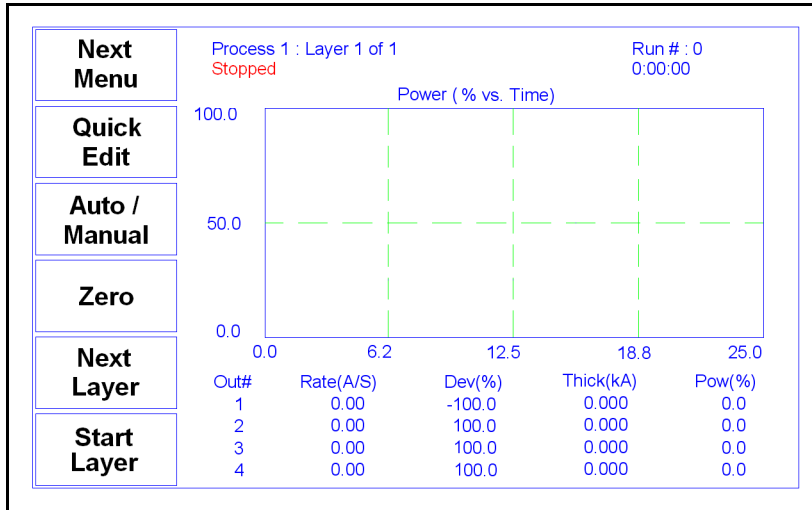 Next
Menu
Quick
Edit
Auto /
Manual
Zero
Next
Layer
Start
Layer
Process 1 : Layer 1 of 1
Stopped
Run # : 0
0:00:00
Power ( % vs. Time)
100.0
50.0
0.0
0.0 6.2 12.5 18.8 25.0
Out# Rate(A/S) Dev(%) Thick(kA) Pow(%)
1 0.00 -100.0 0.000 0.0
2 0.00 100.0 0.000 0.0
3 0.00 100.0 0.000 0.0
4 0.00 100.0 0.000 0.0